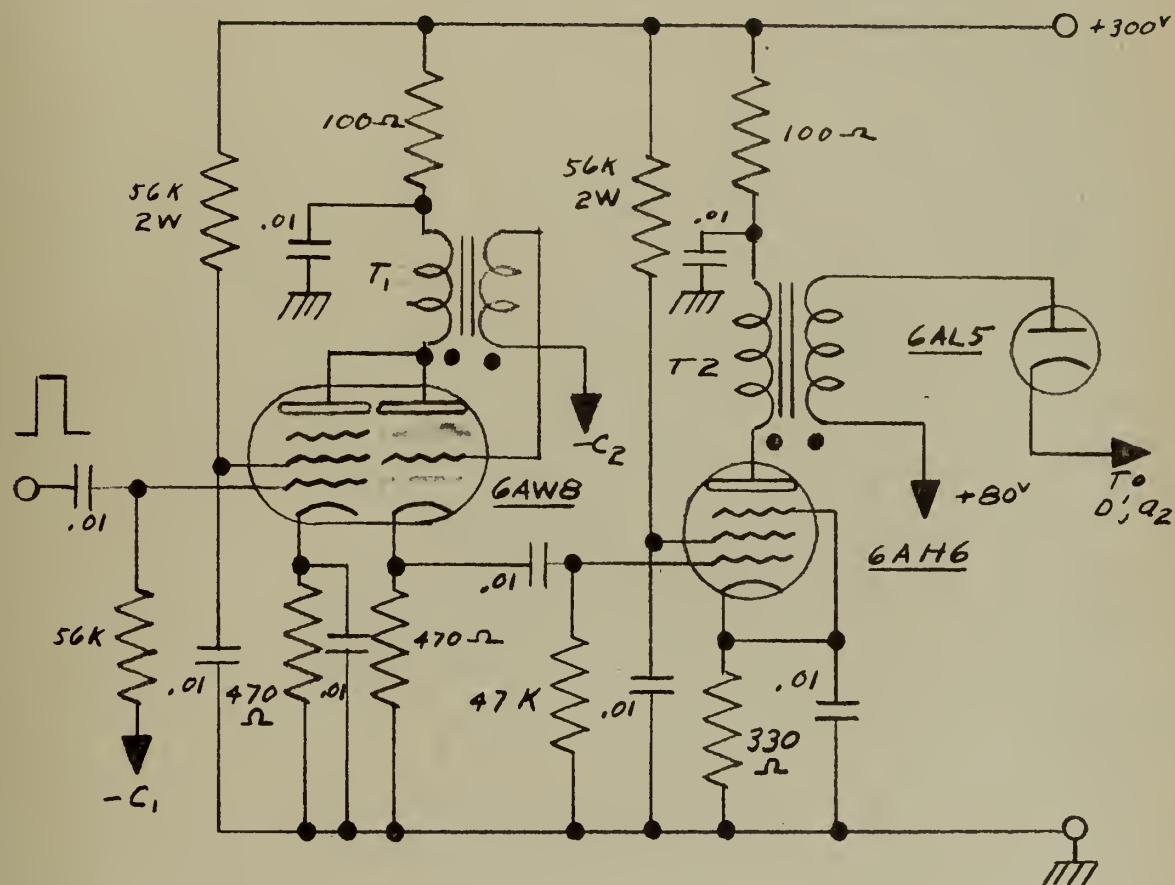 +300V
100Ω
100Ω
56K
2W
56K
2W
.01
.01
T1
T2
6AL5
-C2
+80V
TO
D', a2
6AW8
6AH6
.01
.01
56K
.01
470
Ω
.01
470Ω
47K
.01
330
Ω
.01
-C1